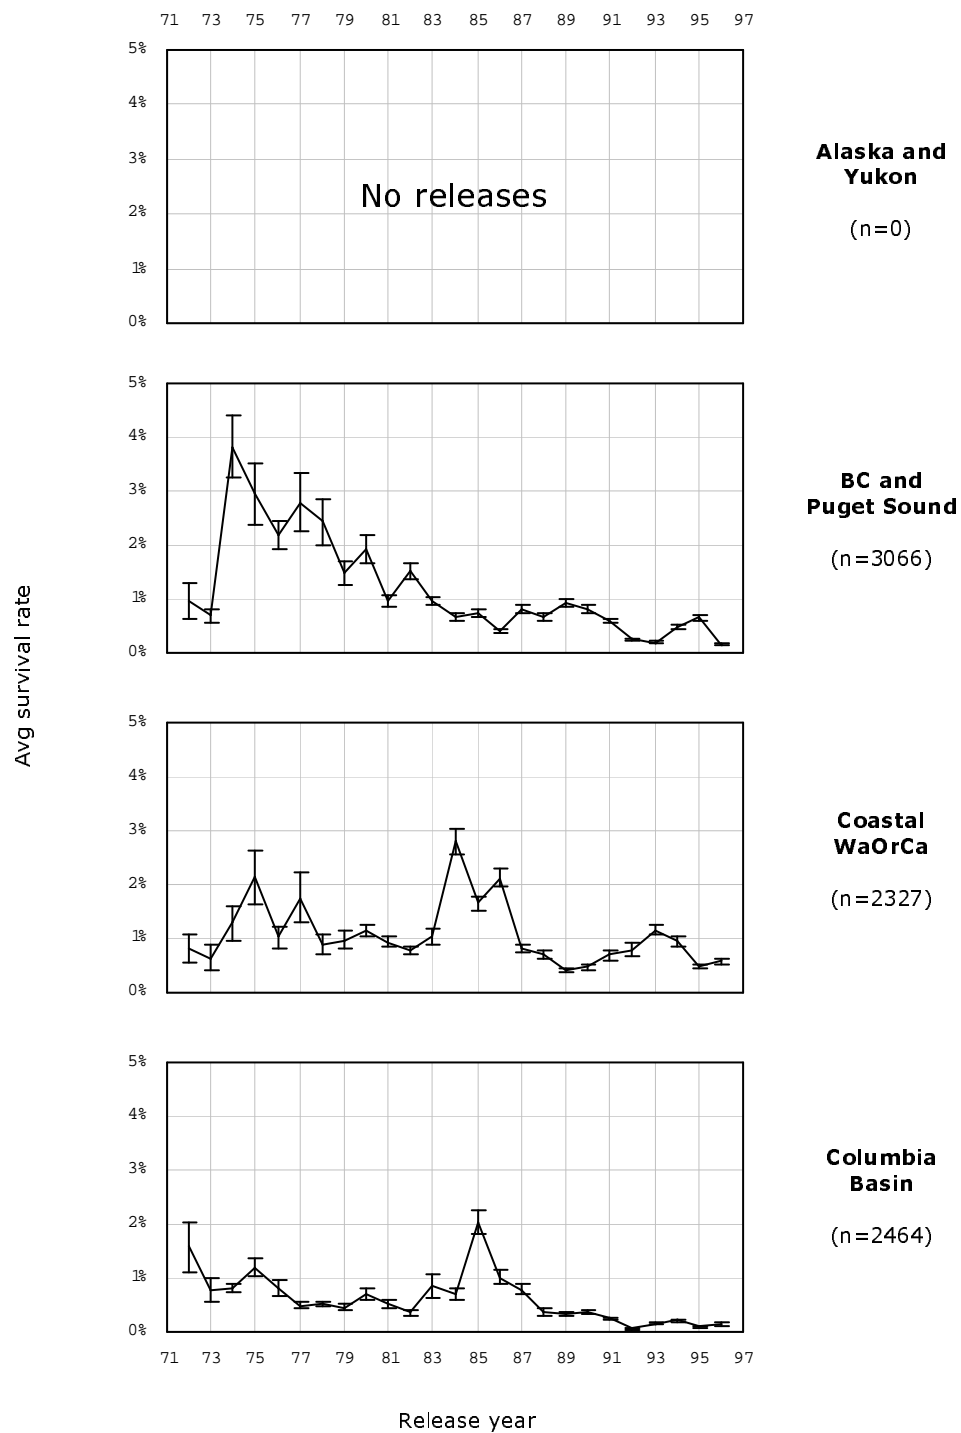 71 73 75 77 79 81 83 85 87 89 91 93 95 97
5%
4%
3%
2%
1%
0%
No releases
Alaska and
Yukon
(n=0)
5%
4%
3%
2%
1%
0%
BC and
Puget Sound
(n=3066)
Avg survival rate
5%
4%
3%
2%
1%
0%
Coastal
WaOrCa
(n=2327)
5%
4%
3%
2%
1%
0%
Columbia
Basin
(n=2464)
71 73 75 77 79 81 83 85 87 89 91 93 95 97
Release year